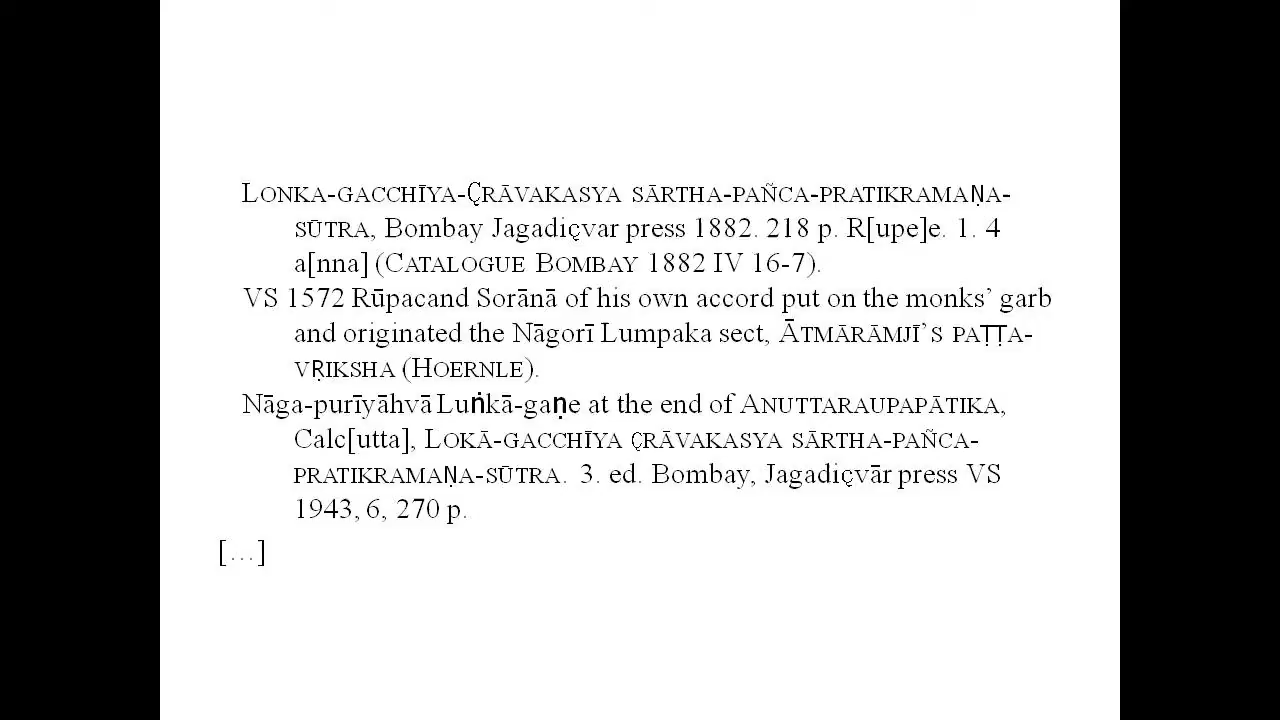 LONKA-GACCHĪYA-ÇRĀVAKASYA SĀRTHA-PAÑCA-PRATIKRAMAṆA-
SŪTRA, Bombay Jagadiçvar press 1882. 218 p. R[upe]e. 1. 4
a[nna] (CATALOGUE BOMBAY 1882 IV 16-7).
VS 1572 Rūpacand Sorānā of his own accord put on the monks’ garb
and originated the Nāgorī Lumpaka sect, ĀTMĀRĀMJĪ’S PAṬṬA-
VṚIKSHA (HOERNLE).
Nāga-purīyāhvā Luṅkā-gaṇe at the end of ANUTTARAUPAPĀTIKA,
Calc[utta], LOKĀ-GACCHĪYA ÇRĀVAKASYA SĀRTHA-PAÑCA-
PRATIKRAMAṆA-SŪTRA. 3. ed. Bombay, Jagadiçvār press VS
1943, 6, 270 p.
[…]